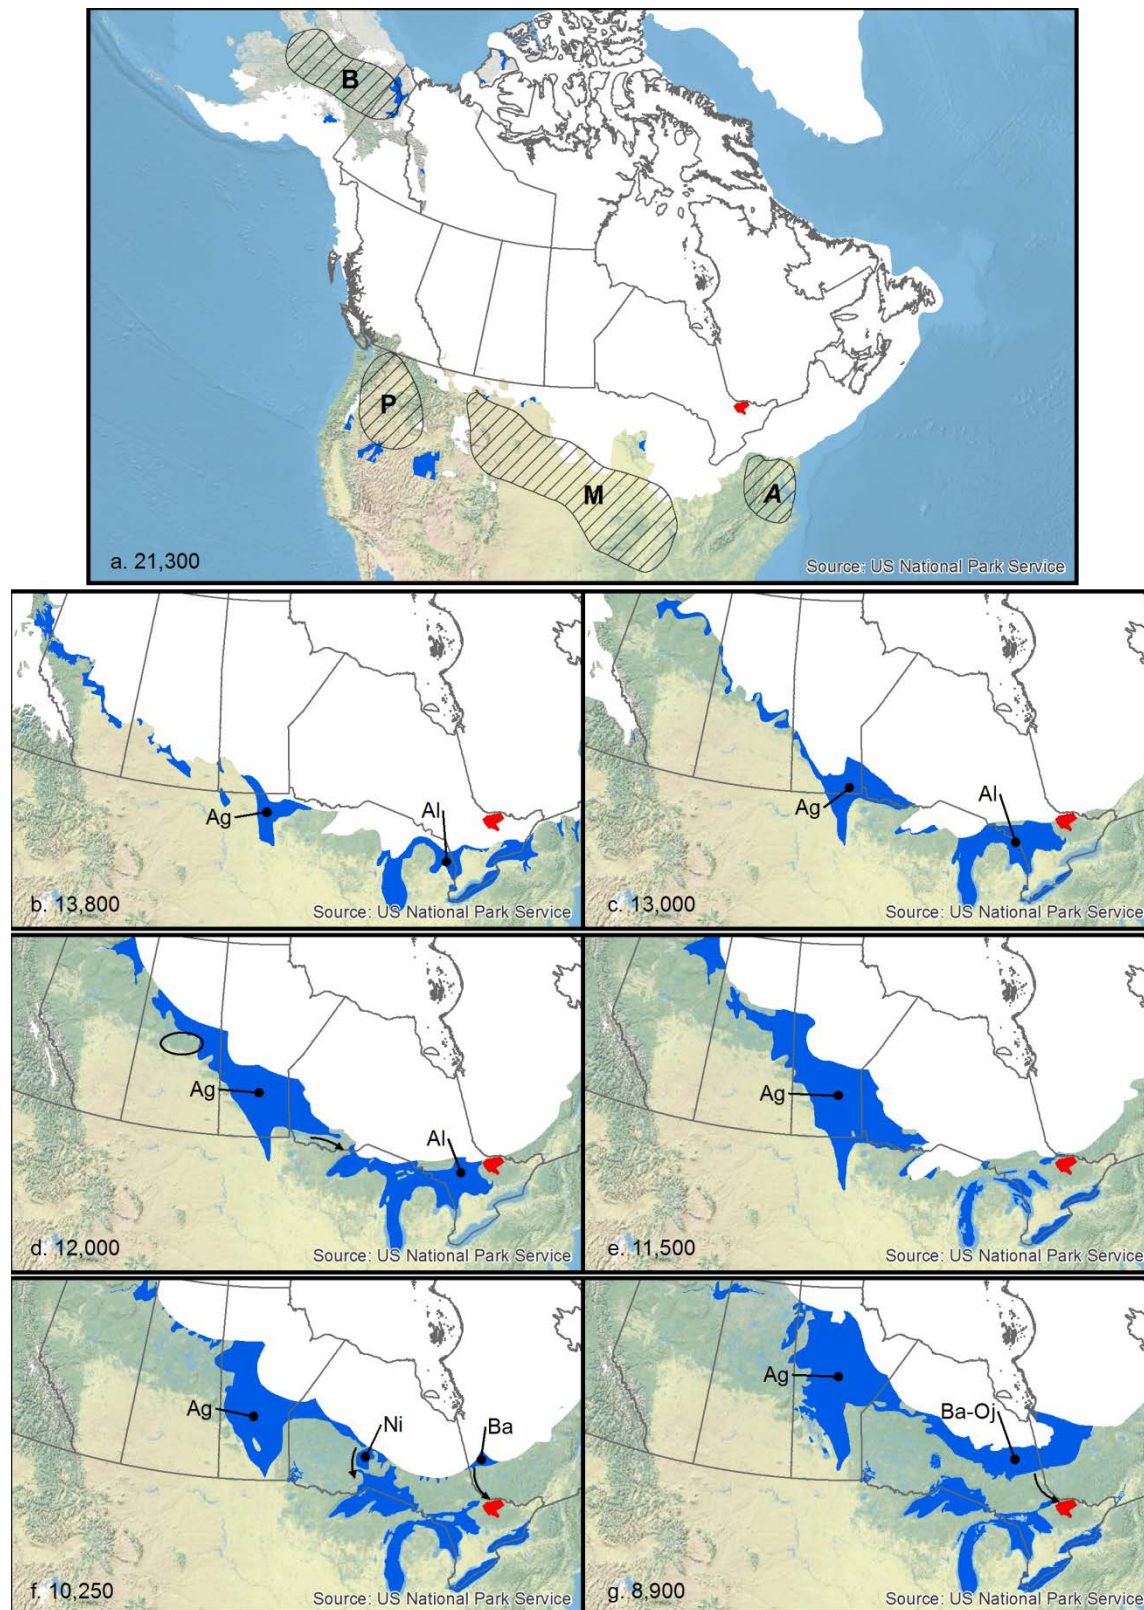 B
P
M
A
a. 21,300
Source: US National Park Service
Ag
Al
b. 13,800
Source: US National Park Service
Ag
Al
c. 13,000
Source: US National Park Service
Ag
Al
d. 12,000
Source: US National Park Service
Ag
e. 11,500
Source: US National Park Service
Ag
Ni
Ba
f. 10,250
Source: US National Park Service
Ag
Ba-Oj
g. 8,900
Source: US National Park Service